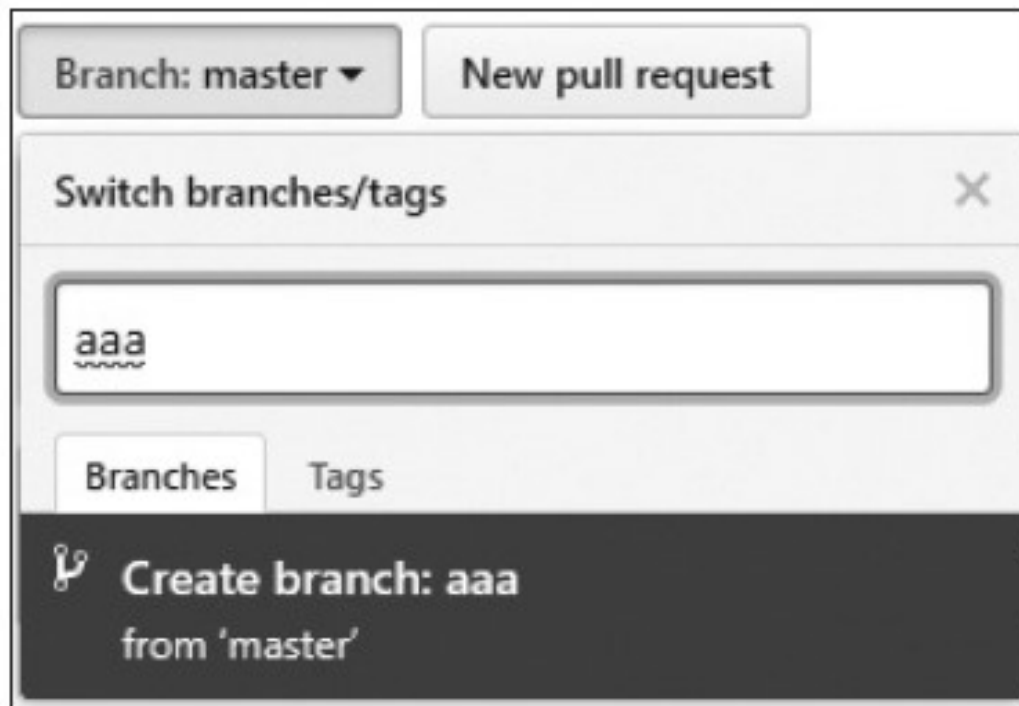 Branch: master New pull request
Switch branches/tags
aaa
Branches Tags
Create branch: aaa
from ‘master’